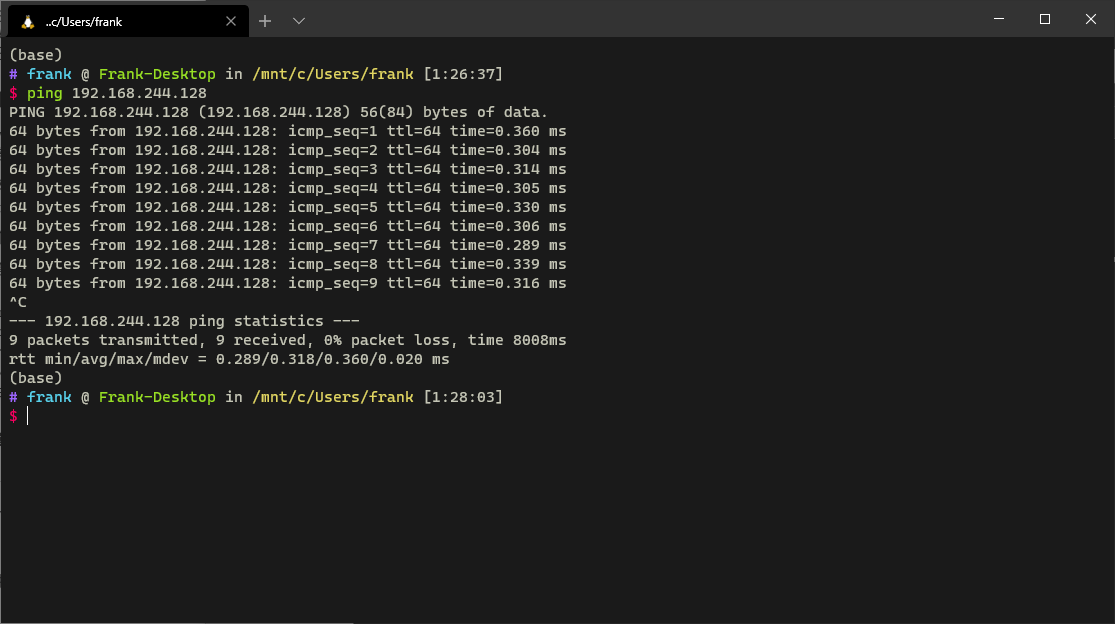 ..c/Users/frank
(base)
# frank @ Frank-Desktop in /mnt/c/Users/frank [1:26:37]
$ ping 192.168.244.128
PING 192.168.244.128 (192.168.244.128) 56(84) bytes of data.
64 bytes from 192.168.244.128: icmp_seq=1 ttl=64 time=0.360 ms
64 bytes from 192.168.244.128: icmp_seq=2 ttl=64 time=0.304 ms
64 bytes from 192.168.244.128: icmp_seq=3 ttl=64 time=0.314 ms
64 bytes from 192.168.244.128: icmp_seq=4 ttl=64 time=0.305 ms
64 bytes from 192.168.244.128: icmp_seq=5 ttl=64 time=0.330 ms
64 bytes from 192.168.244.128: icmp_seq=6 ttl=64 time=0.306 ms
64 bytes from 192.168.244.128: icmp_seq=7 ttl=64 time=0.289 ms
64 bytes from 192.168.244.128: icmp_seq=8 ttl=64 time=0.339 ms
64 bytes from 192.168.244.128: icmp_seq=9 ttl=64 time=0.316 ms
^C
--- 192.168.244.128 ping statistics ---
9 packets transmitted, 9 received, 0% packet loss, time 8008ms
rtt min/avg/max/mdev = 0.289/0.318/0.360/0.020 ms
(base)
# frank @ Frank-Desktop in /mnt/c/Users/frank [1:28:03]
$